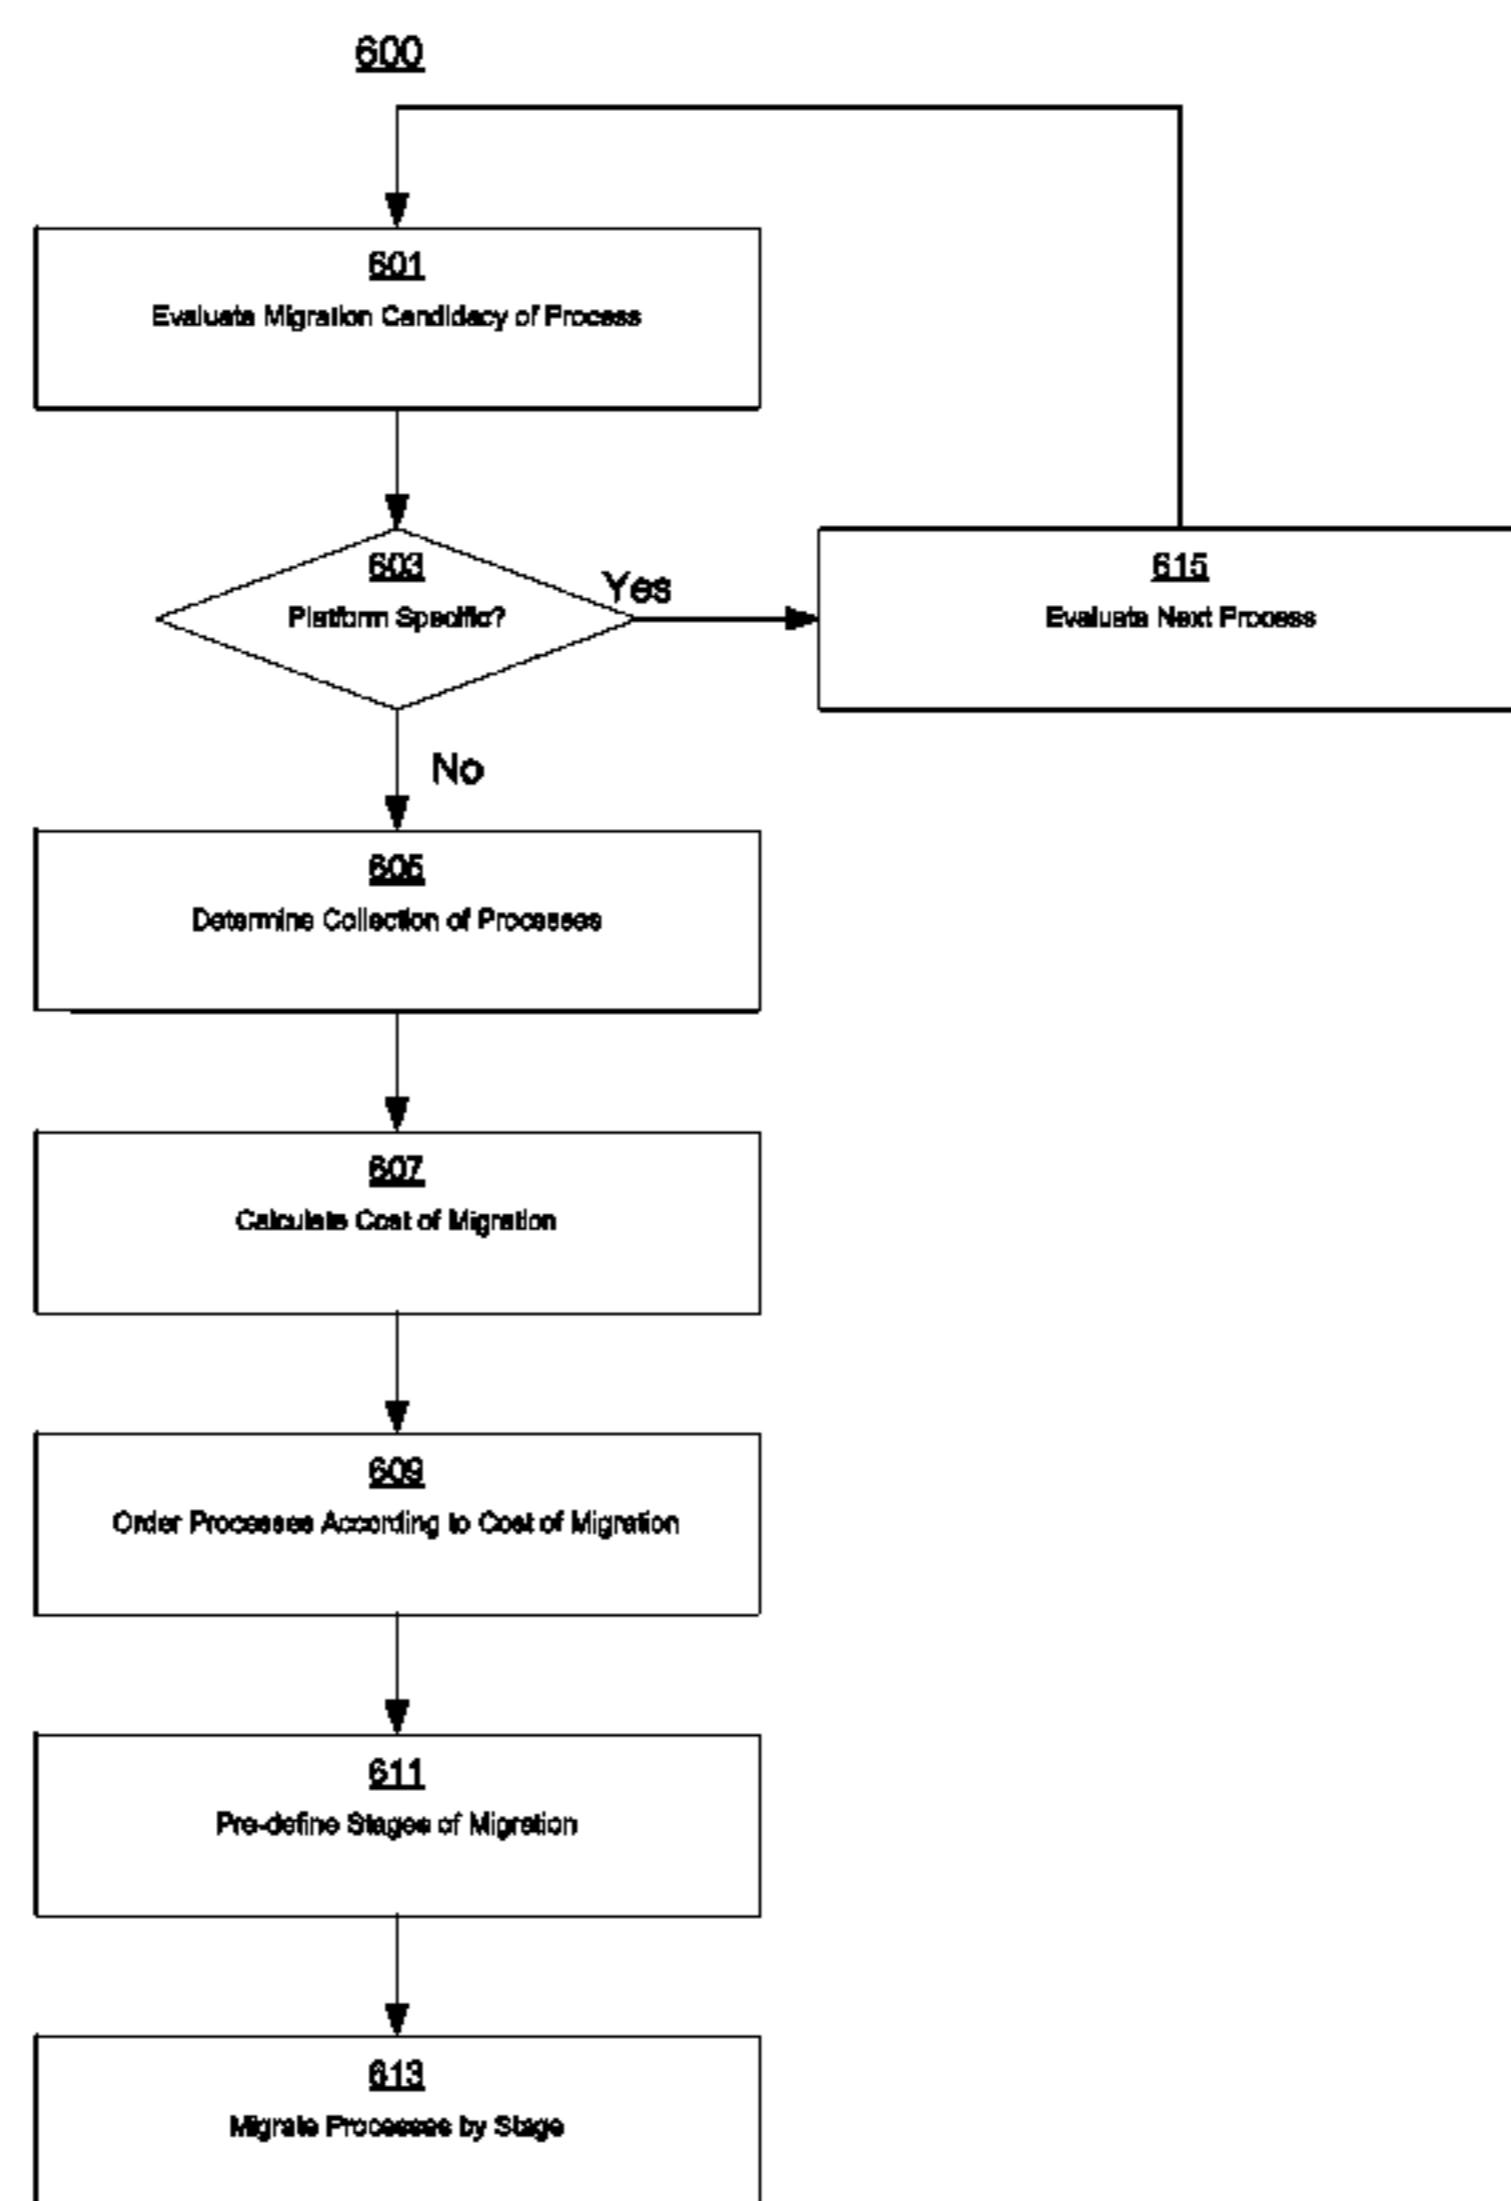 600
601
Evaluate Migration Candidacy of Process
603
Platform Specific?
Yes
615
Evaluate Next Process
No
605
Determine Collection of Processes
607
Calculate Cost of Migration
609
Order Processes According to Cost of Migration
611
Pre-define Stages of Migration
613
Migrate Processes by Stage